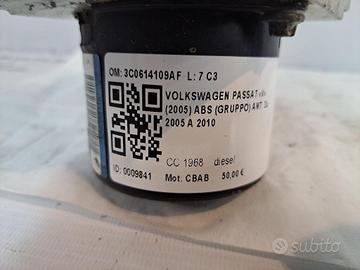 OM: 3C0614109AF L: 7 C3
VOLKSWAGEN PASSAT
(2005) ABS (GRUPPO) ANT.
2005 A 2010
CC 1968 diesel
ID: 0009841 Mot: CBAB 50,00 €
subito